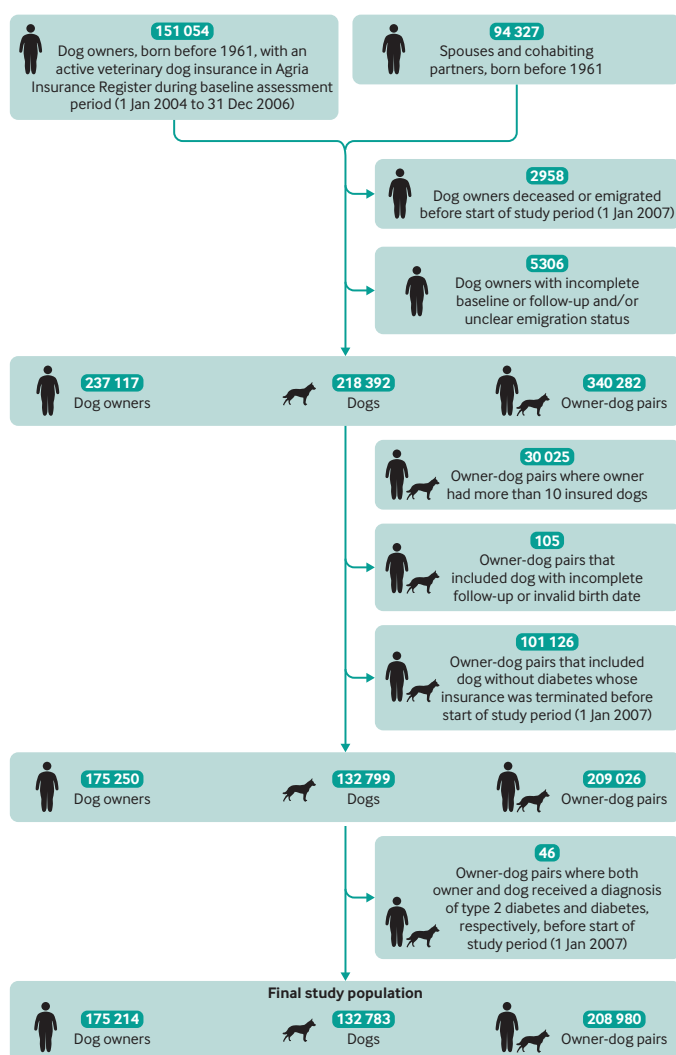 151 054
Dog owners, born before 1961, with an
active veterinary dog insurance in Agria
Insurance Register during baseline assessment
period (1 Jan 2004 to 31 Dec 2006)
94 327
Spouses and cohabiting
partners, born before 1961
2958
Dog owners deceased or emigrated
before start of study period (1 Jan 2007)
5306
Dog owners with incomplete
baseline or follow-up and/or
unclear emigration status
237 117
Dog owners
218 392
Dogs
340 282
Owner-dog pairs
30 025
Owner-dog pairs where owner
had more than 10 insured dogs
105
Owner-dog pairs that
included dog with incomplete
follow-up or invalid birth date
101 126
Owner-dog pairs that included
dog without diabetes whose
insurance was terminated before
start of study period (1 Jan 2007)
175 250
Dog owners
132 799
Dogs
209 026
Owner-dog pairs
46
Owner-dog pairs where both
owner and dog received a diagnosis
of type 2 diabetes and diabetes,
respectively, before start of
study period (1 Jan 2007)
Final study population
175 214
Dog owners
132 783
Dogs
208 980
Owner-dog pairs